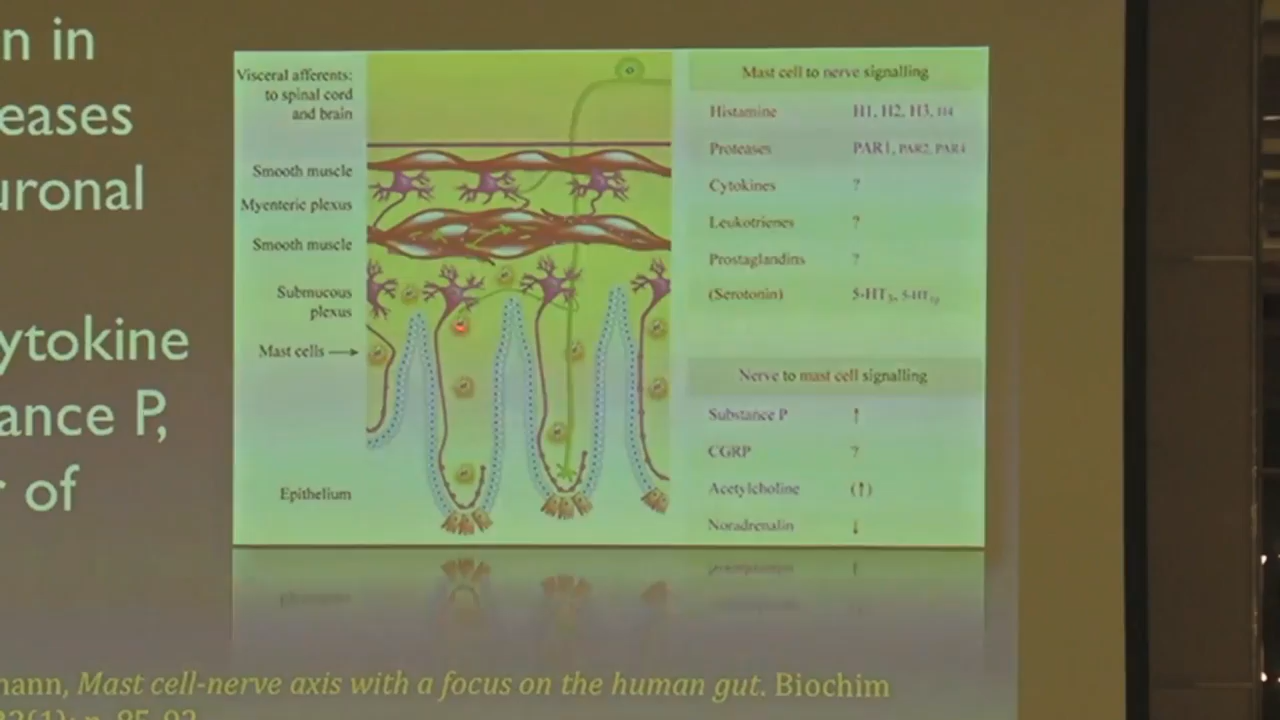 n in
eases
uronal
ytokine
ance P,
r of
Visceral afferents:
to spinal cord
and brain
Smooth muscle
Myenteric plexus
Smooth muscle
Submucous
plexus
Mast cells
Epithelium
Mast cell to nerve signalling
Histamine H1, H2, H3, H4
Proteases PAR1, PAR2, PAR4
Cytokines ?
Leukotrienes ?
Prostaglandins ?
(Serotonin) 5-HT3, 5-HT
Nerve to mast cell signalling
Substance P ↑
CGRP ?
Acetylcholine (↑)
Noradrenalin ↓
mann, Mast cell-nerve axis with a focus on the human gut. Biochim